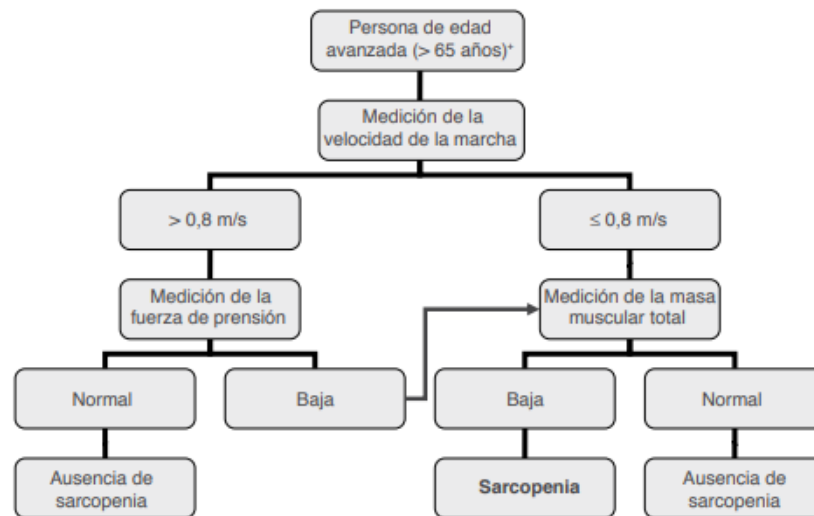 Persona de edad
avanzada (> 65 años)⁺
Medición de la
velocidad de la marcha
> 0,8 m/s
≤ 0,8 m/s
Medición de la
fuerza de prensión
Medición de la masa
muscular total
Normal
Baja
Baja
Normal
Ausencia de
sarcopenia
Sarcopenia
Ausencia de
sarcopenia